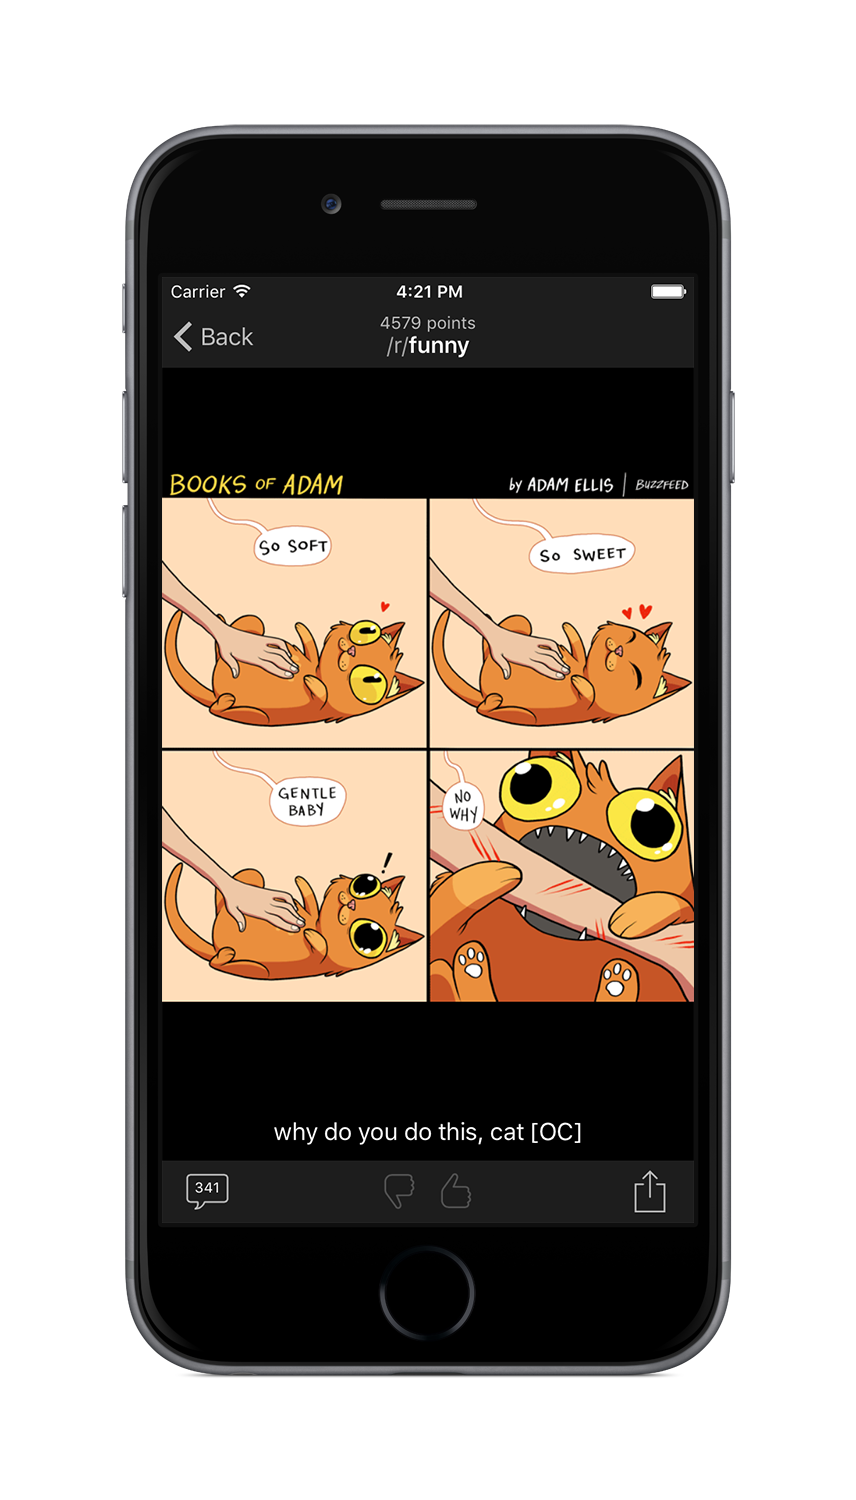 Carrier 4:21 PM
4579 points
Back /r/funny
BOOKS OF ADAM by ADAM ELLIS | BUZZFEED
SO SOFT
SO SWEET
GENTLE
BABY
!
NO
WHY
why do you do this, cat [OC]
341